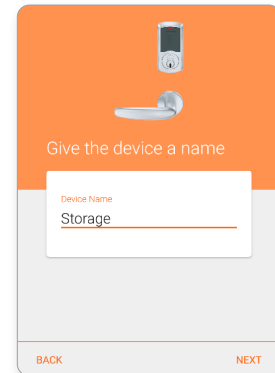 Give the device a name
Device Name
Storage
BACK
NEXT